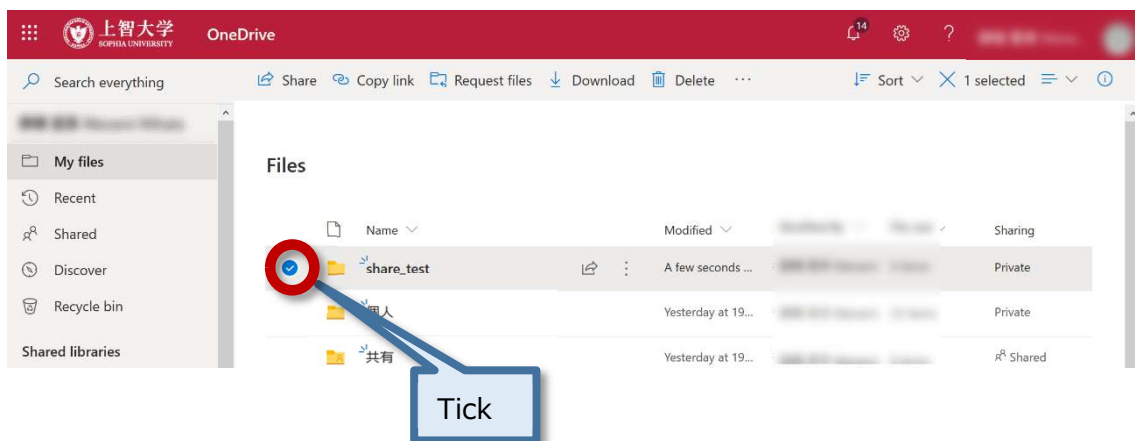 上智大学
SOPHIA UNIVERSITY
OneDrive
14
?
Search everything
Share Copy link Request files Download Delete ··· Sort 1 selected
My files
Recent
Shared
Discover
Recycle bin
Shared libraries
Files
Name Modified Sharing
share_test A few seconds ... Private
個人 Yesterday at 19... Private
共有 Yesterday at 19... Shared
Tick